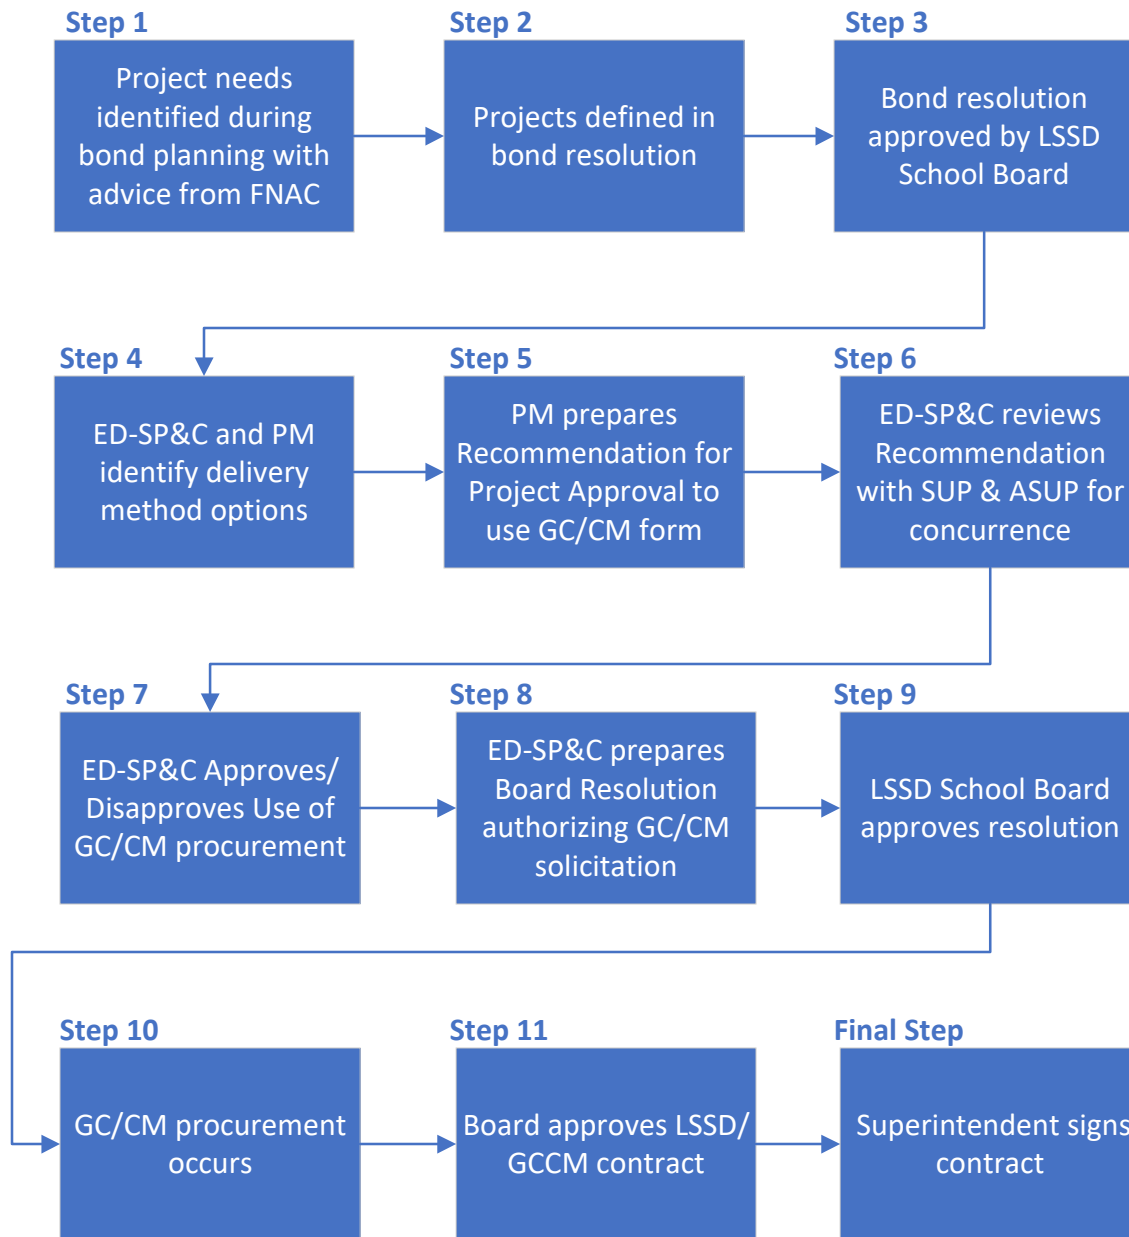 Step 1
Project needs
identified during
bond planning with
advice from FNAC
Step 2
Projects defined in
bond resolution
Step 3
Bond resolution
approved by LSSD
School Board
Step 4
ED-SP&C and PM
identify delivery
method options
Step 5
PM prepares
Recommendation for
Project Approval to
use GC/CM form
Step 6
ED-SP&C reviews
Recommendation
with SUP & ASUP for
concurrence
Step 7
ED-SP&C Approves/
Disapproves Use of
GC/CM procurement
Step 8
ED-SP&C prepares
Board Resolution
authorizing GC/CM
solicitation
Step 9
LSSD School Board
approves resolution
Step 10
GC/CM procurement
occurs
Step 11
Board approves LSSD/
GCCM contract
Final Step
Superintendent signs
contract